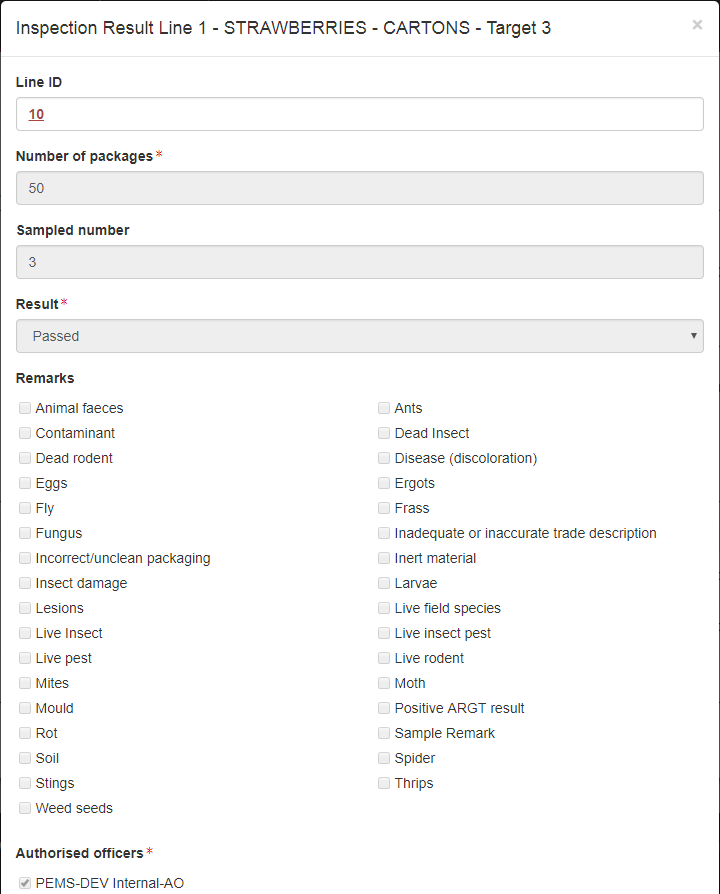 Inspection Result Line 1 - STRAWBERRIES - CARTONS - Target 3 ×
Line ID
10
Number of packages *
50
Sampled number
3
Result *
Passed
Remarks
Animal faeces Ants
Contaminant Dead Insect
Dead rodent Disease (discoloration)
Eggs Ergots
Fly Frass
Fungus Inadequate or inaccurate trade description
Incorrect/unclean packaging Inert material
Insect damage Larvae
Lesions Live field species
Live Insect Live insect pest
Live pest Live rodent
Mites Moth
Mould Positive ARGT result
Rot Sample Remark
Soil Spider
Stings Thrips
Weed seeds
Authorised officers *
PEMS-DEV Internal-AO